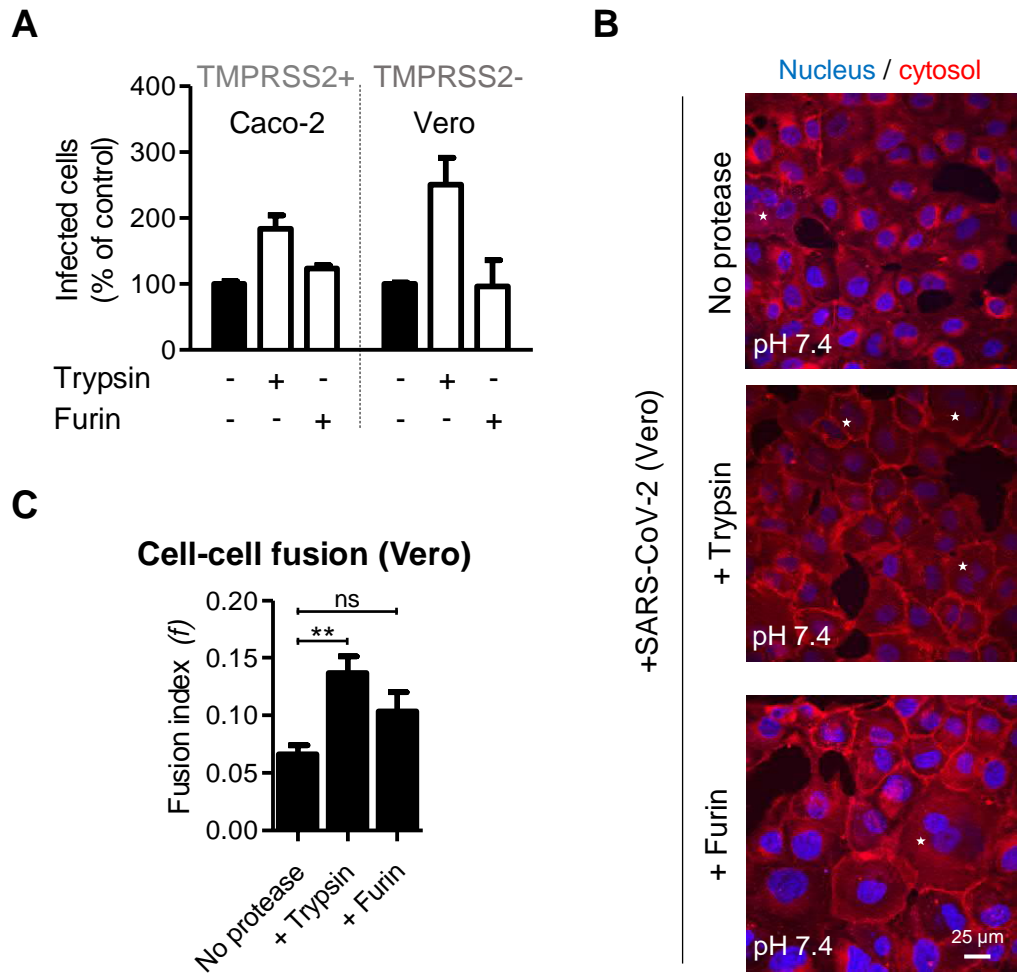 A
TMPRSS2+ TMPRSS2-
Caco-2 Vero
Infected cells
(% of control)
400
300
200
100
0
Trypsin - + - - + -
Furin - - + - - +
B
Nucleus / cytosol
+SARS-CoV-2 (Vero)
No protease
pH 7.4
+ Trypsin
pH 7.4
+ Furin
pH 7.4
25 µm
C
Cell-cell fusion (Vero)
Fusion index (f)
0.20
0.15
0.10
0.05
0.00
ns
**
No protease
+ Trypsin
+ Furin